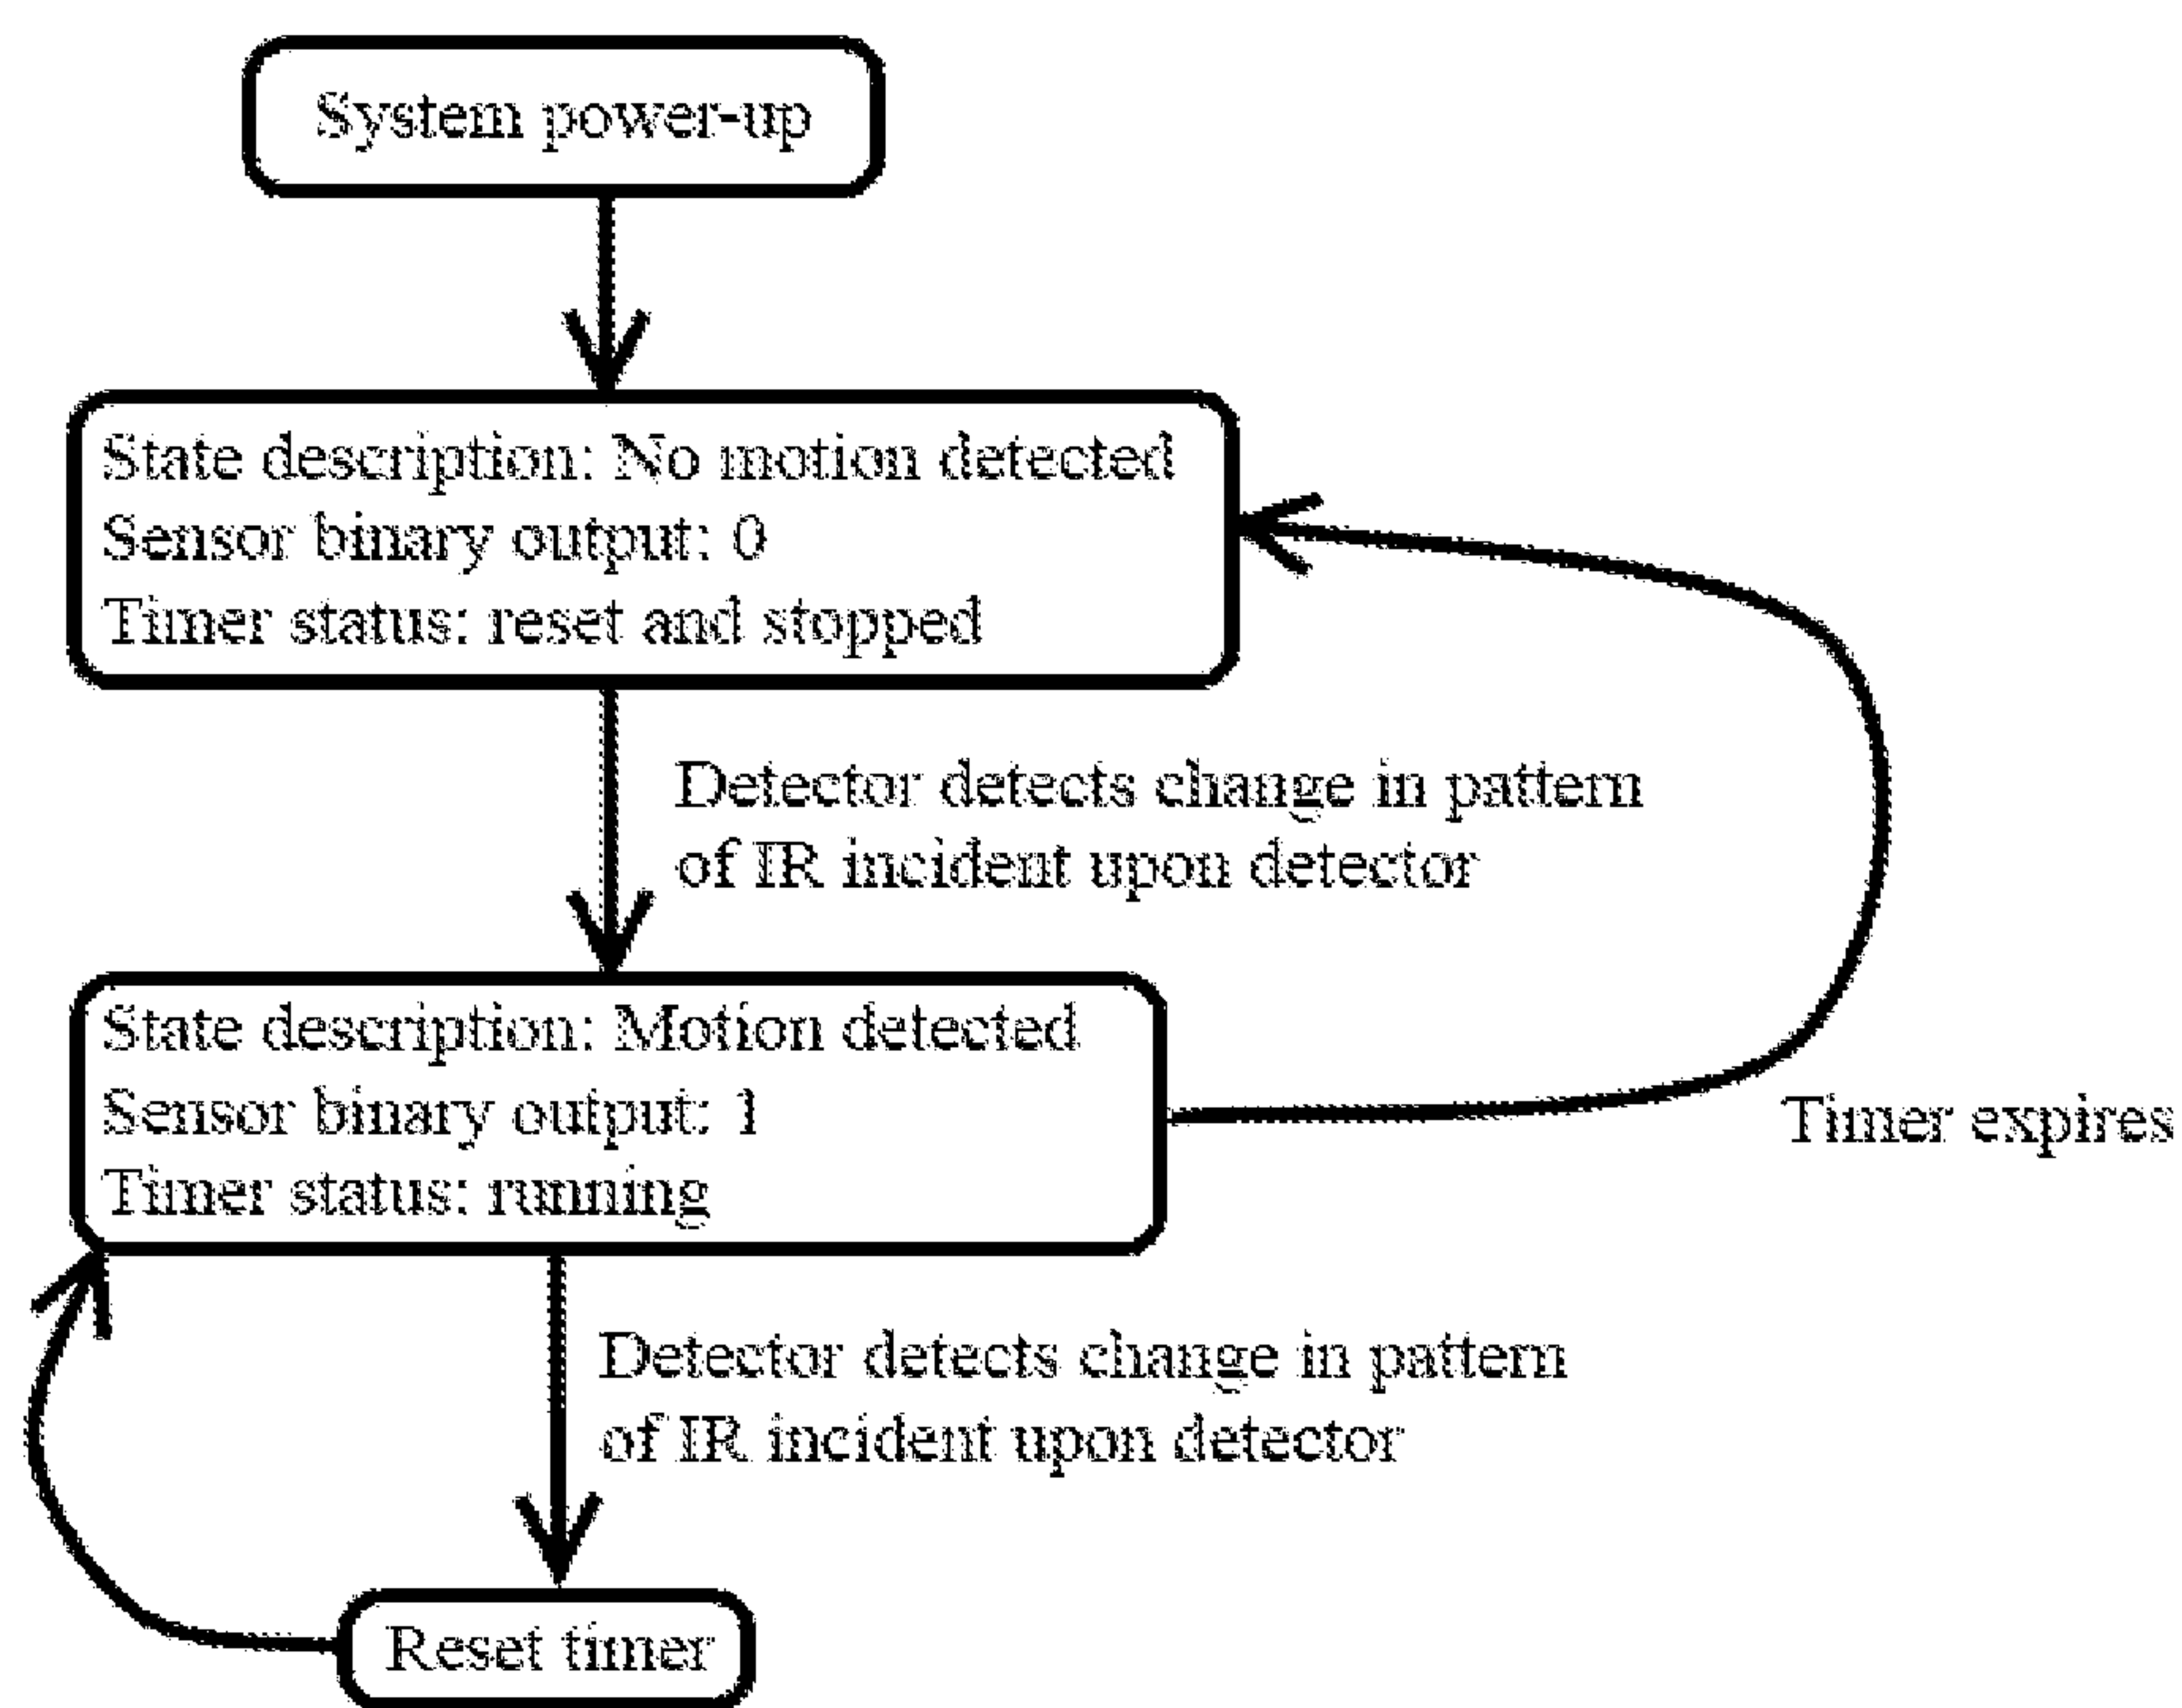 System power-up
State description: No motion detected
Sensor binary output: 0
Timer status: reset and stopped
Detector detects change in pattern
of IR incident upon detector
State description: Motion detected
Sensor binary output: 1
Timer status: running
Timer expires
Detector detects change in pattern
of IR incident upon detector
Reset timer